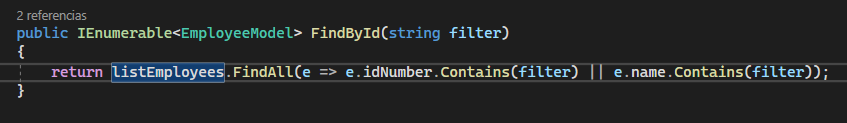 2 referencias
public IEnumerable<EmployeeModel> FindById(string filter)
{
    return listEmployees.FindAll(e => e.idNumber.Contains(filter) || e.name.Contains(filter));
}